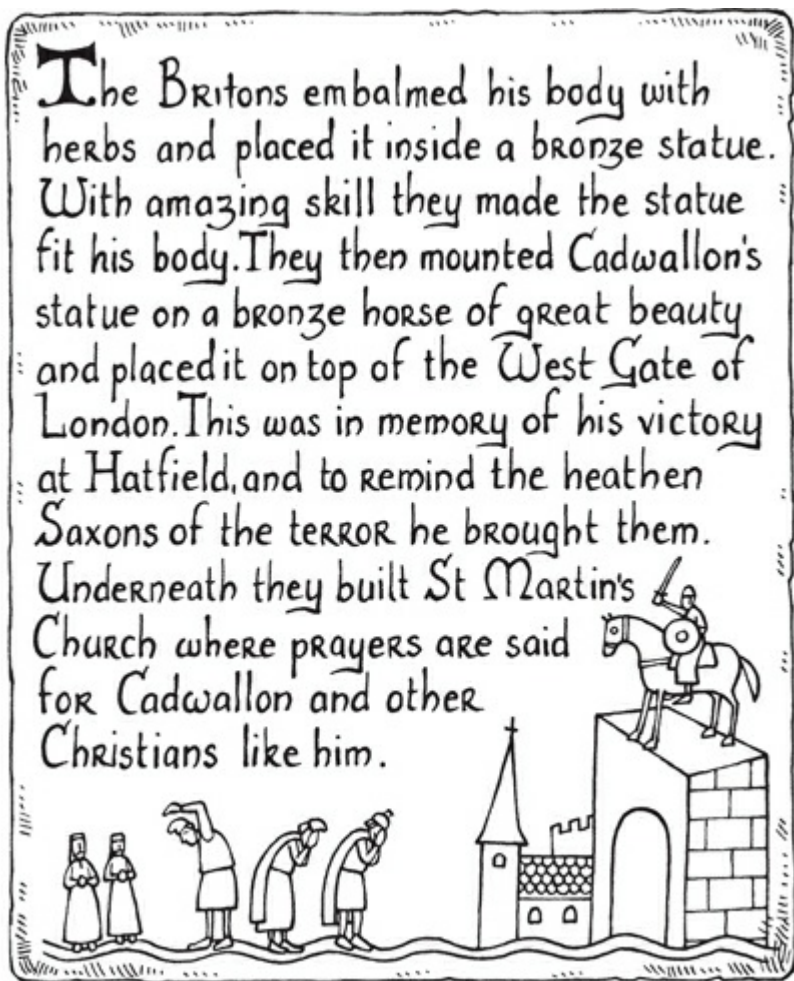 The Britons embalmed his body with
herbs and placed it inside a bronze statue.
With amazing skill they made the statue
fit his body. They then mounted Cadwallon's
statue on a bronze horse of great beauty
and placed it on top of the West Gate of
London. This was in memory of his victory
at Hatfield, and to remind the heathen
Saxons of the terror he brought them.
Underneath they built St Martin's
Church where prayers are said
for Cadwallon and other
Christians like him.